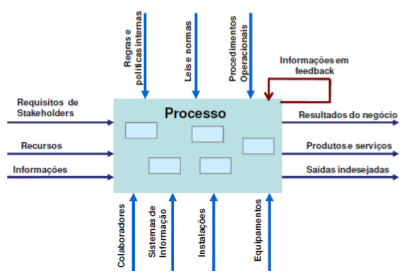 Regras e
políticas internas
Leis e normas
Procedimentos
Operacionais
Informações em
feedback
Processo
Requisitos de
Stakeholders
Recursos
Informações
Resultados do negócio
Produtos e serviços
Saídas indesejadas
Colaboradores
Sistemas de
Informação
Instalações
Equipamentos